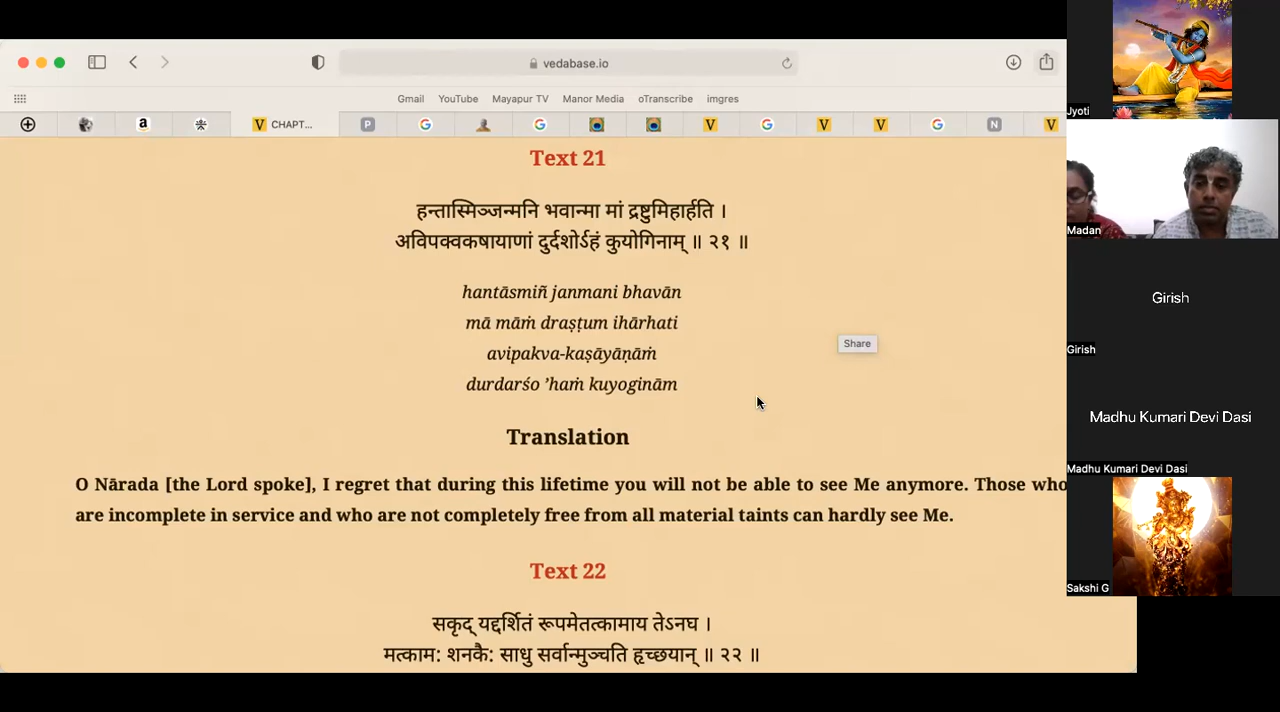 vedabase.io
Gmail YouTube Mayapur TV Manor Media oTranscribe imgres
CHAPT...
Text 21
हन्तास्मिञ्जन्मनि भवान्मा मां द्रष्टुमिहार्हति ।
अविपक्वकषायाणां दुर्दर्शोऽहं कुयोगिनाम् ॥ २१ ॥
hantāsmiñ janmani bhavān
mā māṁ draṣṭum ihārhati
avipakva-kaṣāyāṇāṁ
durdarśo ’haṁ kuyoginām
Share
Translation
O Nārada [the Lord spoke], I regret that during this lifetime you will not be able to see Me anymore. Those who
are incomplete in service and who are not completely free from all material taints can hardly see Me.
Text 22
सकृद् यद्दर्शितं रूपमेतत्कामाय तेऽनघ ।
मत्काम: शनकै: साधु सर्वान्मुञ्चति हृच्छयान् ॥ २२ ॥
Jyoti
Madan
Girish
Girish
Madhu Kumari Devi Dasi
Madhu Kumari Devi Dasi
Sakshi G